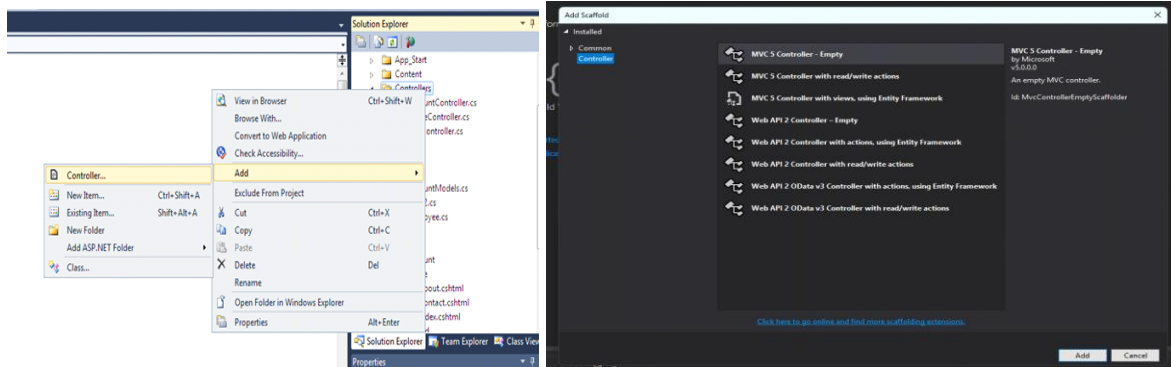 Solution Explorer
App_Start
Content
Controllers
View in Browser Ctrl+Shift+W
untController.cs
Browse With...
eController.cs
Convert to Web Application
ontroller.cs
Check Accessibility...
Controller...
Add
New Item... Ctrl+Shift+A
Exclude From Project
untModels.cs
Existing Item... Shift+Alt+A
Cut Ctrl+X
yee.cs
New Folder
Copy Ctrl+C
Add ASP.NET Folder
Paste Ctrl+V
Class...
Delete Del
unt
Rename
out.cshtml
Open Folder in Windows Explorer
ntact.cshtml
Properties Alt+Enter
dex.cshtml
Solution Explorer Team Explorer Class View
Properties
Add Scaffold
Installed
Common
Controller
MVC 5 Controller - Empty
MVC 5 Controller with read/write actions
MVC 5 Controller with views, using Entity Framework
Web API 2 Controller - Empty
Web API 2 Controller with actions, using Entity Framework
Web API 2 Controller with read/write actions
Web API 2 OData v3 Controller with actions, using Entity Framework
Web API 2 OData v3 Controller with read/write actions
MVC 5 Controller - Empty
by Microsoft
v5.0.0.0
An empty MVC controller.
Id: MvcControllerEmptyScaffolder
Click here to go online and find more scaffolding extensions.
Add Cancel